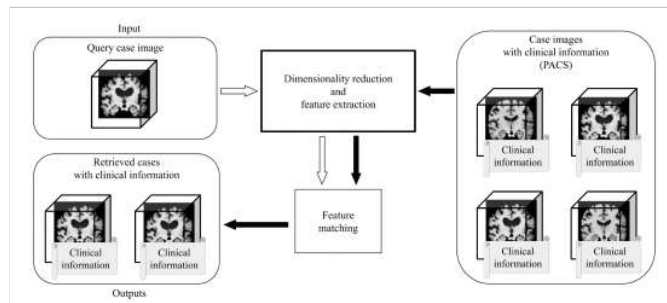 Input
Query case image
Dimensionality reduction
and
feature extraction
Case images
with clinical information
(PACS)
Clinical
information
Clinical
information
Clinical
information
Clinical
information
Retrieved cases
with clinical information
Clinical
information
Clinical
information
Feature
matching
Outputs